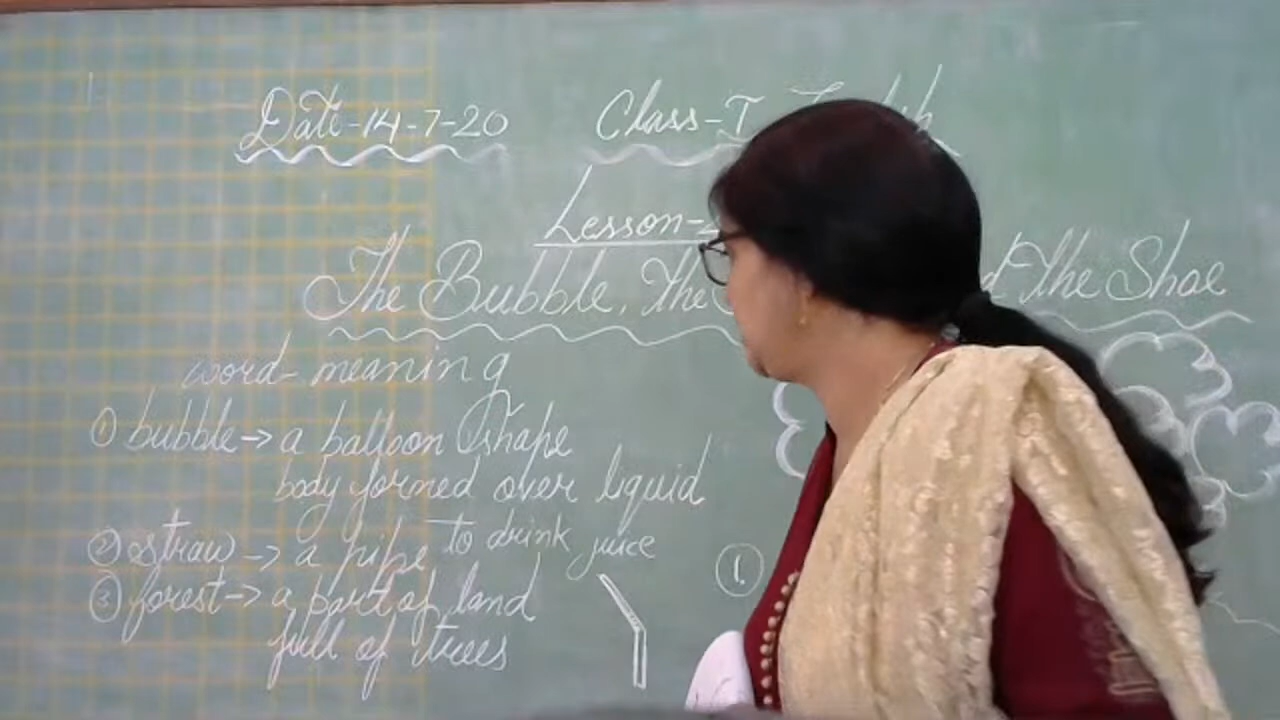 Date-14-7-20 Class-I
Lesson-
The Bubble, the the Shoe
word-meaning
① bubble→ a balloon shape
body formed over liquid
② straw → a pipe to drink juice
③ forest→ a part of land
full of trees
①